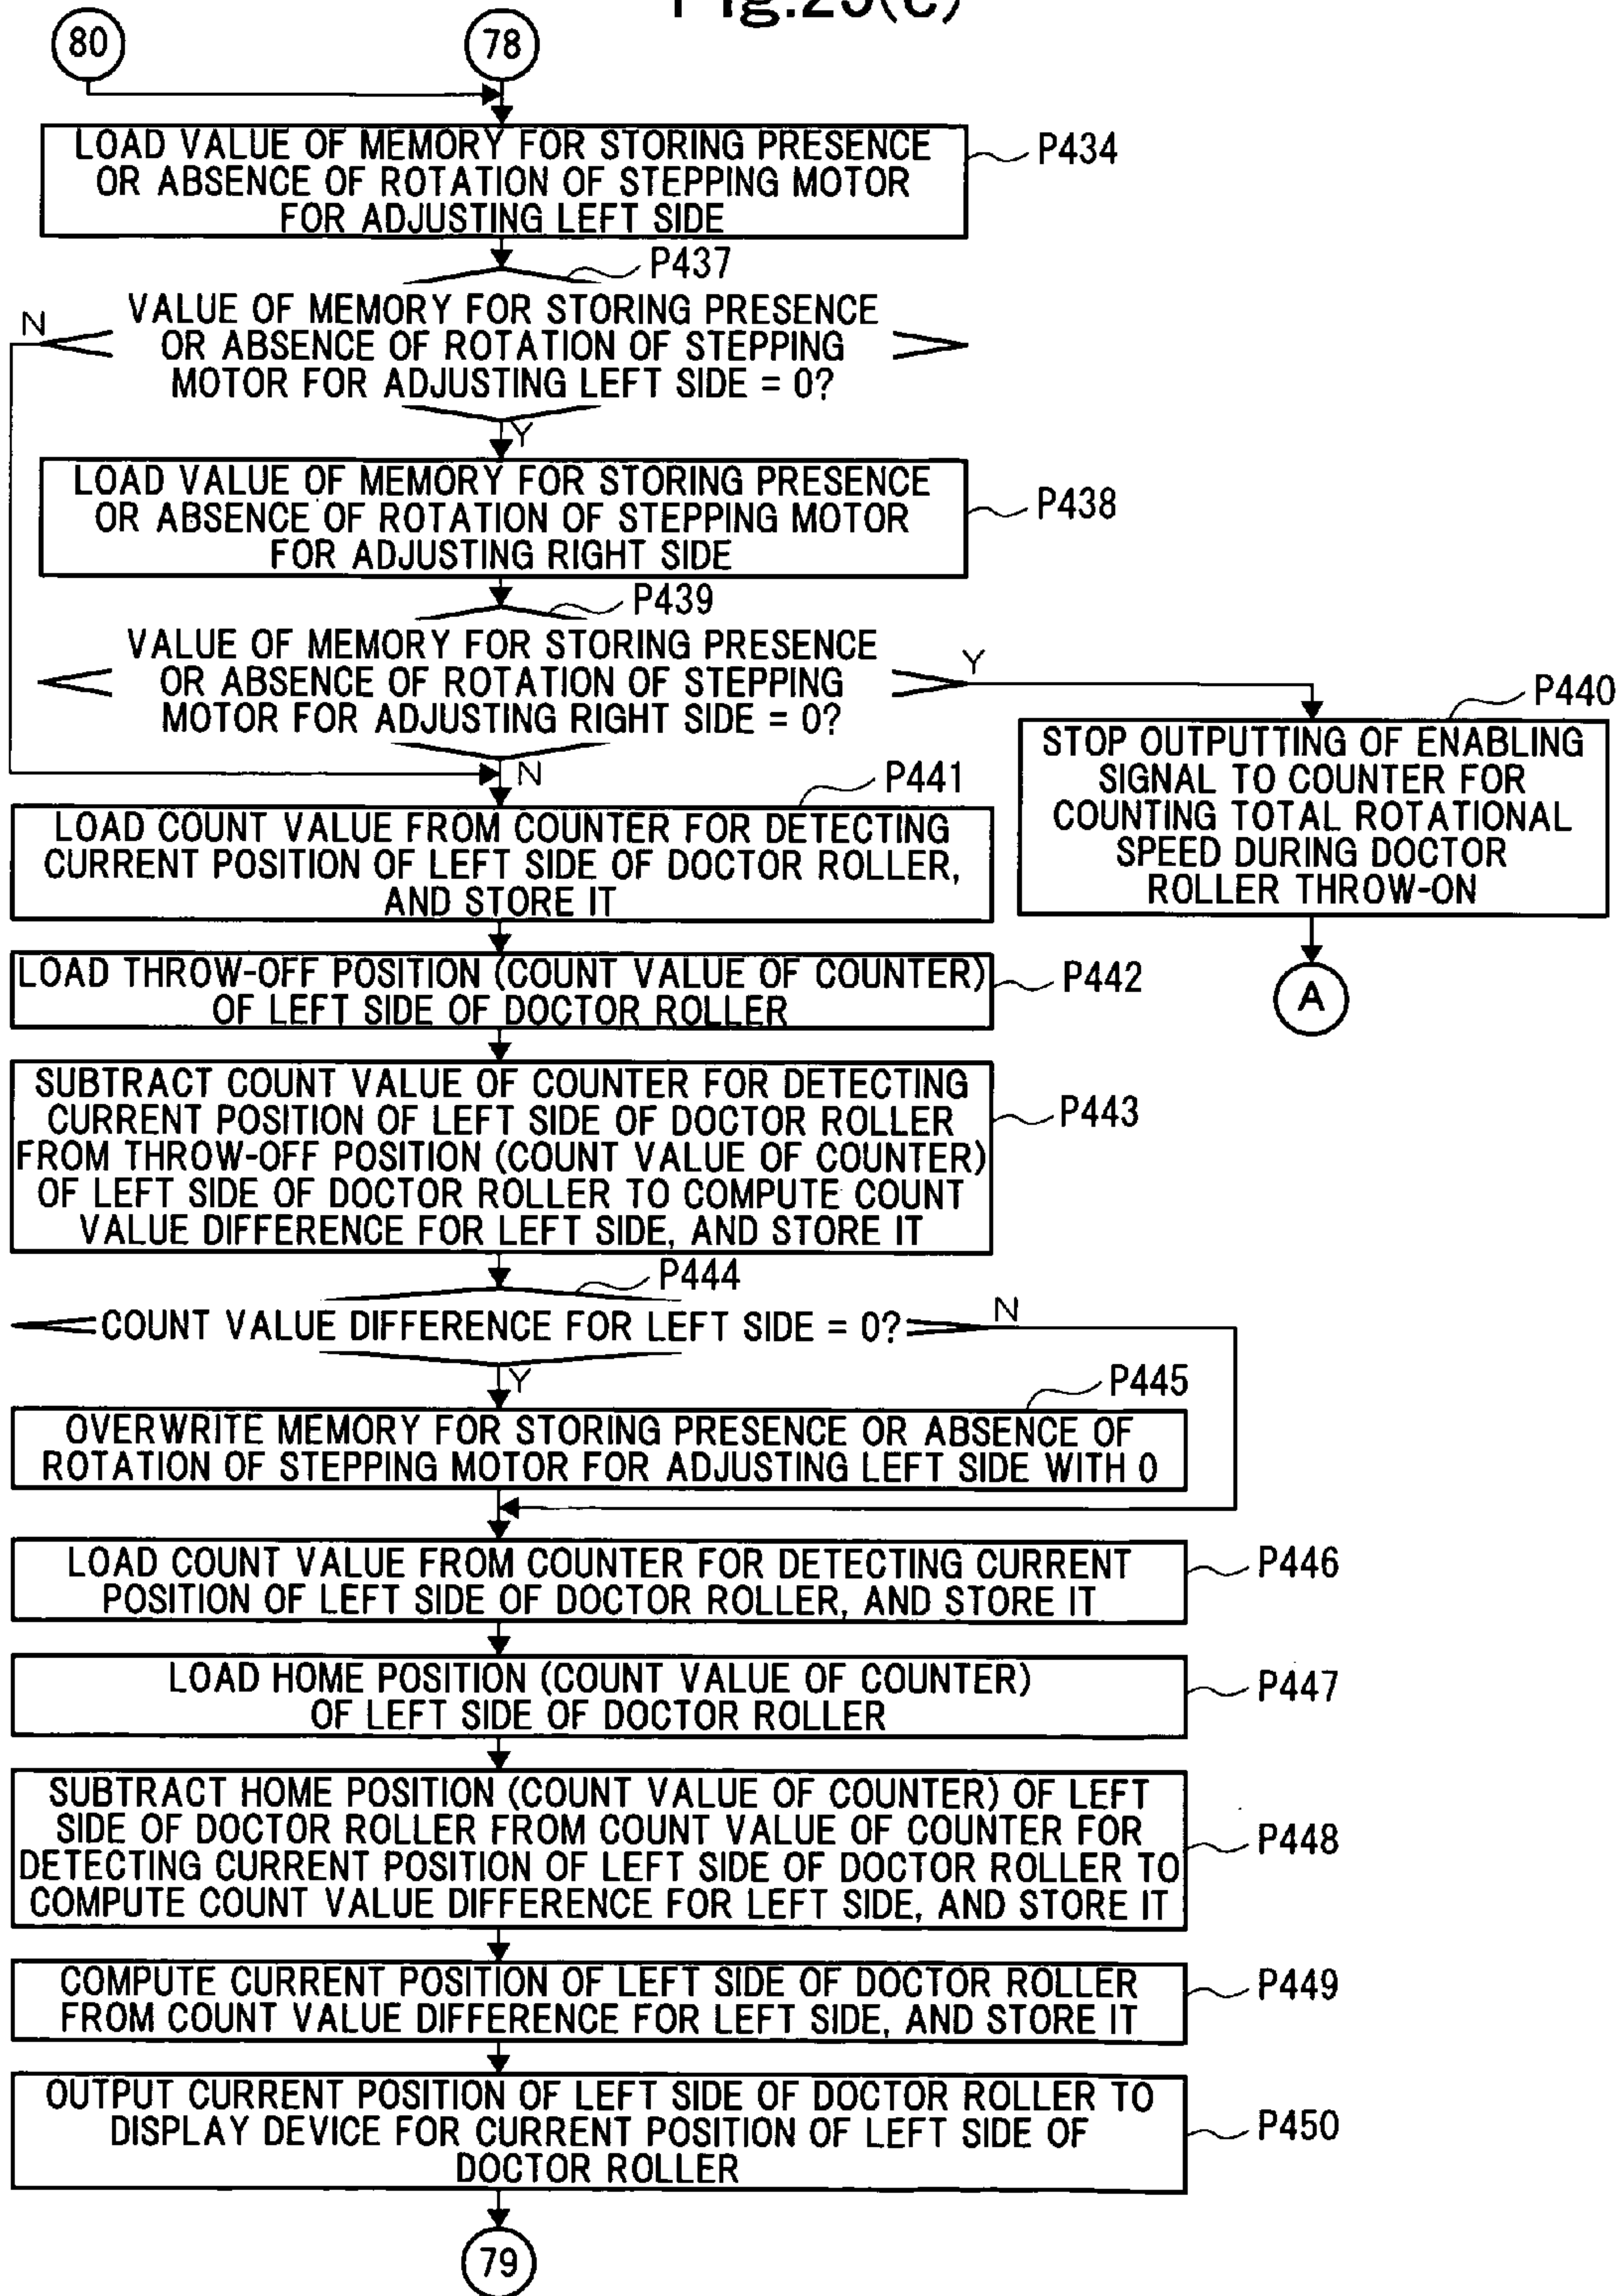 80
78
LOAD VALUE OF MEMORY FOR STORING PRESENCE
OR ABSENCE OF ROTATION OF STEPPING MOTOR
FOR ADJUSTING LEFT SIDE
P434
P437
N
VALUE OF MEMORY FOR STORING PRESENCE
OR ABSENCE OF ROTATION OF STEPPING
MOTOR FOR ADJUSTING LEFT SIDE = 0?
Y
LOAD VALUE OF MEMORY FOR STORING PRESENCE
OR ABSENCE OF ROTATION OF STEPPING MOTOR
FOR ADJUSTING RIGHT SIDE
P438
P439
VALUE OF MEMORY FOR STORING PRESENCE
OR ABSENCE OF ROTATION OF STEPPING
MOTOR FOR ADJUSTING RIGHT SIDE = 0?
Y
N
P440
STOP OUTPUTTING OF ENABLING
SIGNAL TO COUNTER FOR
COUNTING TOTAL ROTATIONAL
SPEED DURING DOCTOR
ROLLER THROW-ON
A
P441
LOAD COUNT VALUE FROM COUNTER FOR DETECTING
CURRENT POSITION OF LEFT SIDE OF DOCTOR ROLLER,
AND STORE IT
LOAD THROW-OFF POSITION (COUNT VALUE OF COUNTER)
OF LEFT SIDE OF DOCTOR ROLLER
P442
SUBTRACT COUNT VALUE OF COUNTER FOR DETECTING
CURRENT POSITION OF LEFT SIDE OF DOCTOR ROLLER
FROM THROW-OFF POSITION (COUNT VALUE OF COUNTER)
OF LEFT SIDE OF DOCTOR ROLLER TO COMPUTE COUNT
VALUE DIFFERENCE FOR LEFT SIDE, AND STORE IT
P443
P444
COUNT VALUE DIFFERENCE FOR LEFT SIDE = 0?
N
Y
P445
OVERWRITE MEMORY FOR STORING PRESENCE OR ABSENCE OF
ROTATION OF STEPPING MOTOR FOR ADJUSTING LEFT SIDE WITH 0
LOAD COUNT VALUE FROM COUNTER FOR DETECTING CURRENT
POSITION OF LEFT SIDE OF DOCTOR ROLLER, AND STORE IT
P446
LOAD HOME POSITION (COUNT VALUE OF COUNTER)
OF LEFT SIDE OF DOCTOR ROLLER
P447
SUBTRACT HOME POSITION (COUNT VALUE OF COUNTER) OF LEFT
SIDE OF DOCTOR ROLLER FROM COUNT VALUE OF COUNTER FOR
DETECTING CURRENT POSITION OF LEFT SIDE OF DOCTOR ROLLER TO
COMPUTE COUNT VALUE DIFFERENCE FOR LEFT SIDE, AND STORE IT
P448
COMPUTE CURRENT POSITION OF LEFT SIDE OF DOCTOR ROLLER
FROM COUNT VALUE DIFFERENCE FOR LEFT SIDE, AND STORE IT
P449
OUTPUT CURRENT POSITION OF LEFT SIDE OF DOCTOR ROLLER TO
DISPLAY DEVICE FOR CURRENT POSITION OF LEFT SIDE OF
DOCTOR ROLLER
P450
79